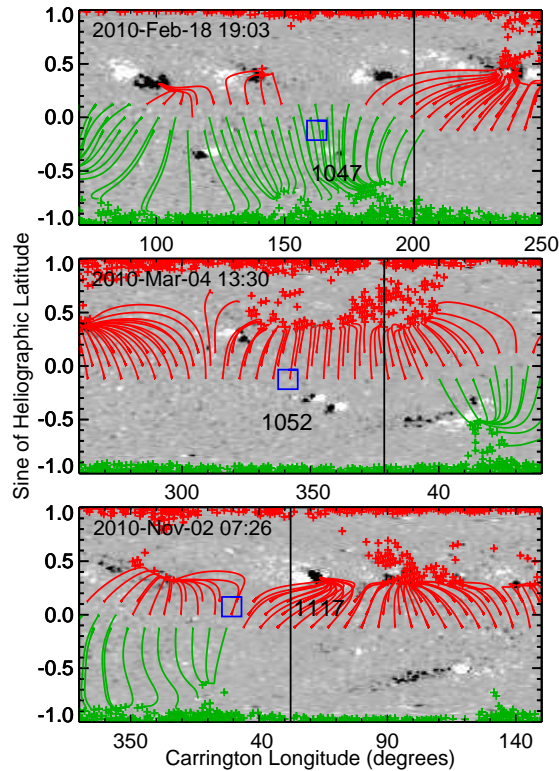 2010-Feb-18 19:03
1.0
0.5
0.0
-0.5
-1.0
1047
100 150 200 250
2010-Mar-04 13:30
1.0
0.5
0.0
-0.5
-1.0
1052
310 350 40
Sine of Heliographic Latitude
2010-Nov-02 07:26
1.0
0.5
0.0
-0.5
-1.0
1117
350 40 90 140
Carrington Longitude (degrees)